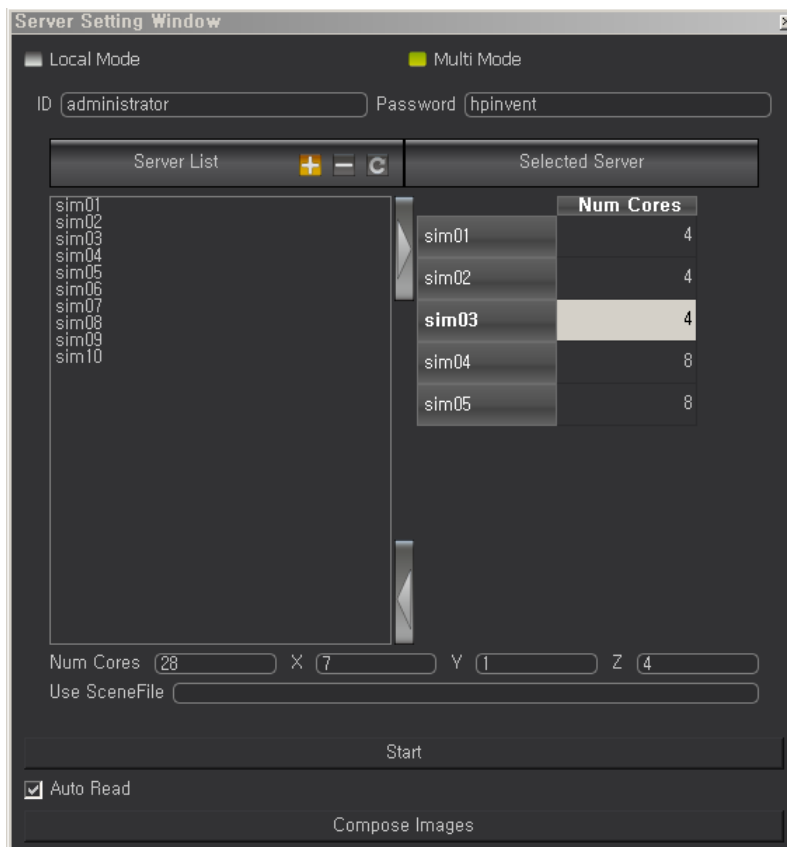 Server Setting Window
Local Mode
Multi Mode
ID administrator Password hpinvent
Server List
Selected Server
sim01
sim02
sim03
sim04
sim05
sim06
sim07
sim08
sim09
sim10
Num Cores
sim01 4
sim02 4
sim03 4
sim04 8
sim05 8
Num Cores 28 X 7 Y 1 Z 4
Use SceneFile
Start
Auto Read
Compose Images